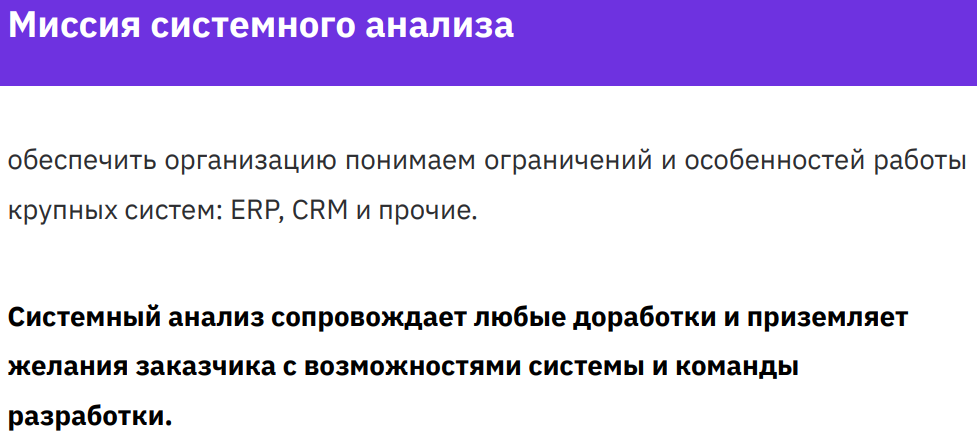 Миссия системного анализа
обеспечить организацию понимаем ограничений и особенностей работы
крупных систем: ERP, CRM и прочие.
Системный анализ сопровождает любые доработки и приземляет
желания заказчика с возможностями системы и команды
разработки.